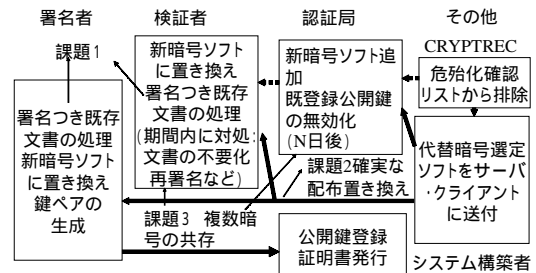 署名者
検証者
認証局
その他
CRYPTREC
課題1
新暗号ソフト
に置き換え
署名つき既存
文書の処理
(期間内に対処:
文書の不要化
再署名など)
新暗号ソフト追
加
既登録公開鍵
の無効化
(N日後)
危殆化確認
リストから排除
署名つき既存
文書の処理
新暗号ソフト
に置き換え
鍵ペアの
生成
代替暗号選定
ソフトをサーバ
・クライアント
に送付
課題2確実な
配布置き換え
課題3 複数暗
号の共存
公開鍵登録
証明書発行
システム構築者